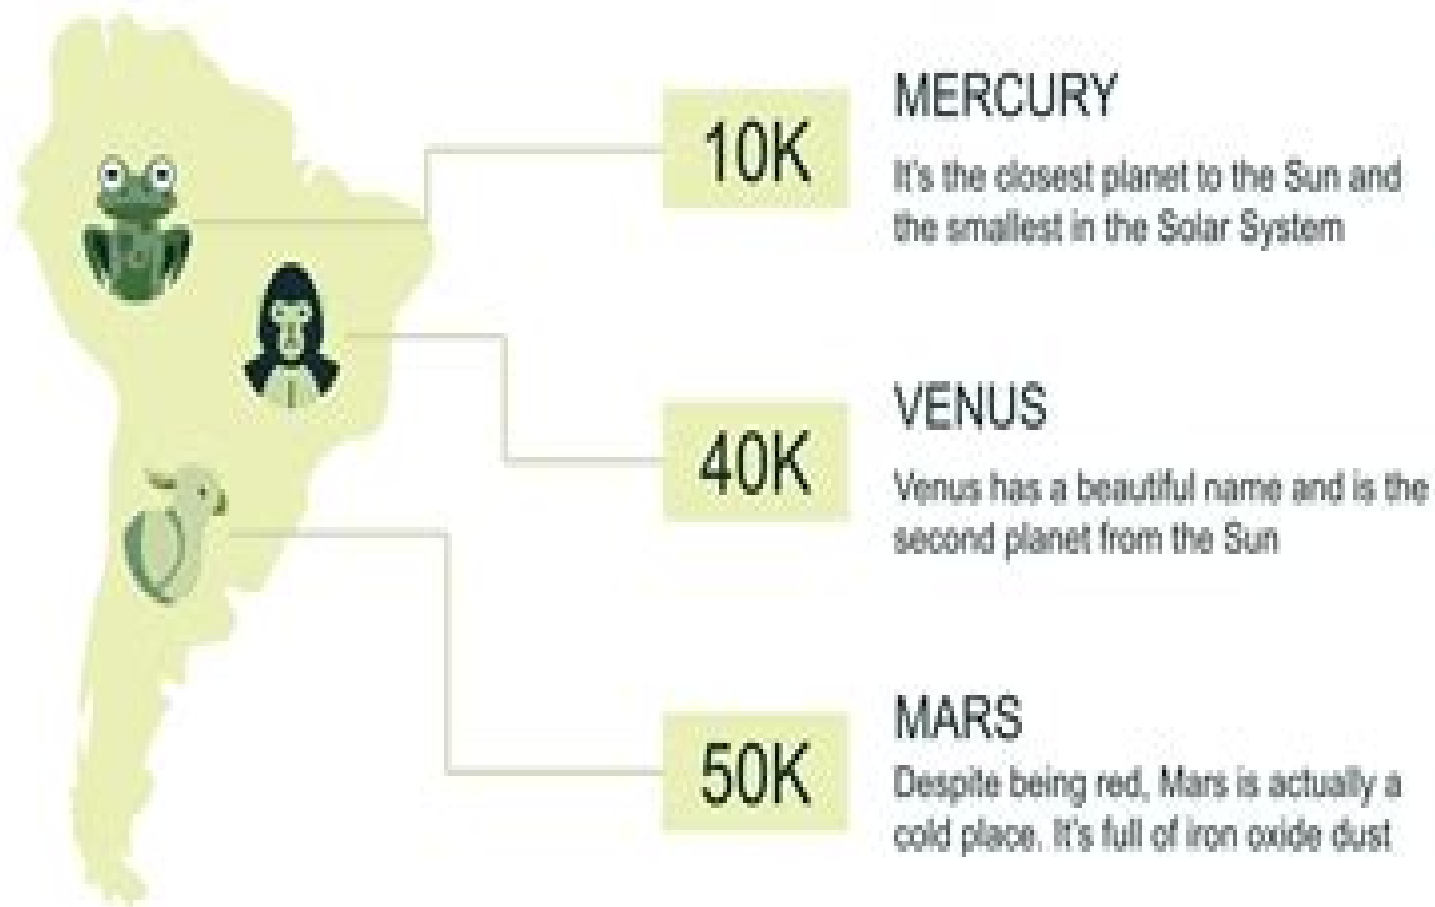 10K
MERCURY
It's the closest planet to the Sun and
the smallest in the Solar System
40K
VENUS
Venus has a beautiful name and is the
second planet from the Sun
50K
MARS
Despite being red, Mars is actually a
cold place. It's full of iron oxide dust